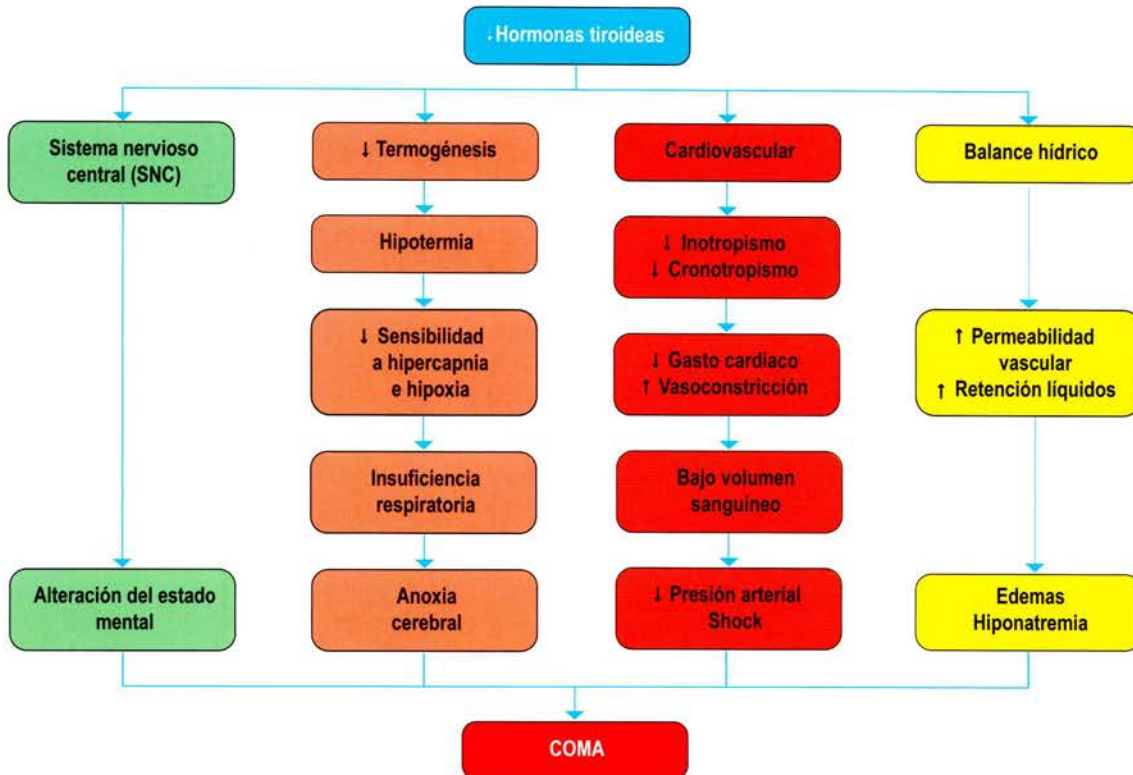 ↓Hormonas tiroideas
Sistema nervioso
central (SNC)
Alteración del estado
mental
↓ Termogénesis
Hipotermia
↓ Sensibilidad
a hipercapnia
e hipoxia
Insuficiencia
respiratoria
Anoxia
cerebral
Cardiovascular
↓ Inotropismo
↓ Cronotropismo
↓ Gasto cardiaco
↑ Vasoconstricción
Bajo volumen
sanguíneo
↓ Presión arterial
Shock
Balance hídrico
↑ Permeabilidad
vascular
↑ Retención líquidos
Edemas
Hiponatremia
COMA